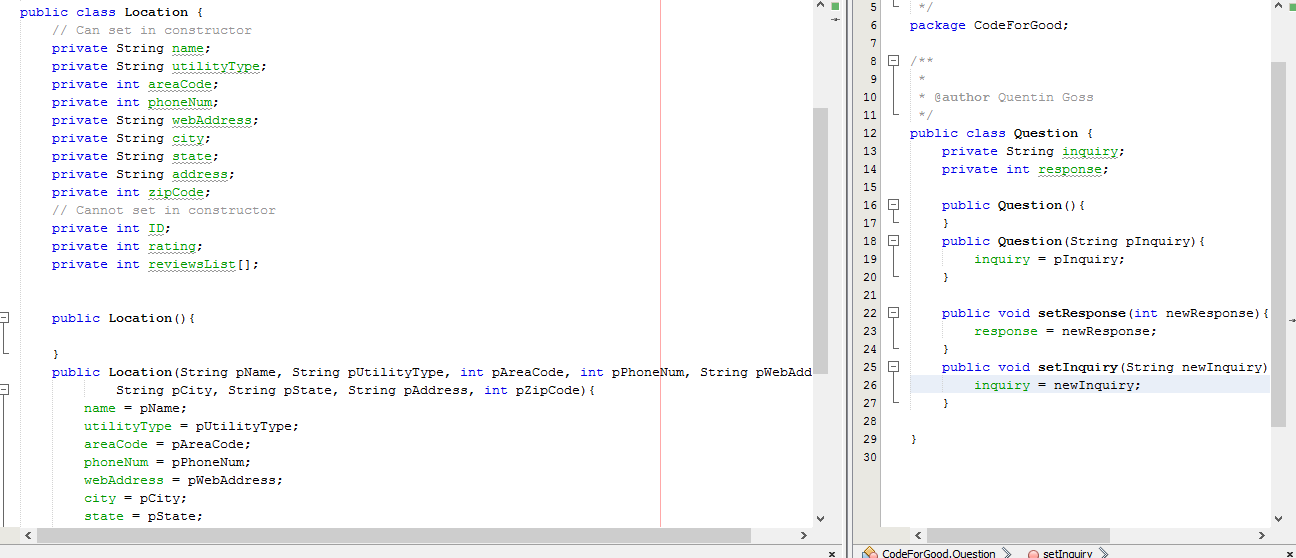 public class Location {
// Can set in constructor
private String name;
private String utilityType;
private int areaCode;
private int phoneNum;
private String webAddress;
private String city;
private String state;
private String address;
private int zipCode;
// Cannot set in constructor
private int ID;
private int rating;
private int reviewsList[];
public Location(){
}
public Location(String pName, String pUtilityType, int pAreaCode, int pPhoneNum, String pWebAdd
String pCity, String pState, String pAddress, int pZipCode){
name = pName;
utilityType = pUtilityType;
areaCode = pAreaCode;
phoneNum = pPhoneNum;
webAddress = pWebAddress;
city = pCity;
state = pState;
5 */
6 package CodeForGood;
7
8 /**
9 *
10 * @author Quentin Goss
11 */
12 public class Question {
13 private String inquiry;
14 private int response;
15
16 public Question(){
17 }
18 public Question(String pInquiry){
19 inquiry = pInquiry;
20 }
21
22 public void setResponse(int newResponse){
23 response = newResponse;
24 }
25 public void setInquiry(String newInquiry)
26 inquiry = newInquiry;
27 }
28
29 }
30
CodeForGood.Question setInquiry